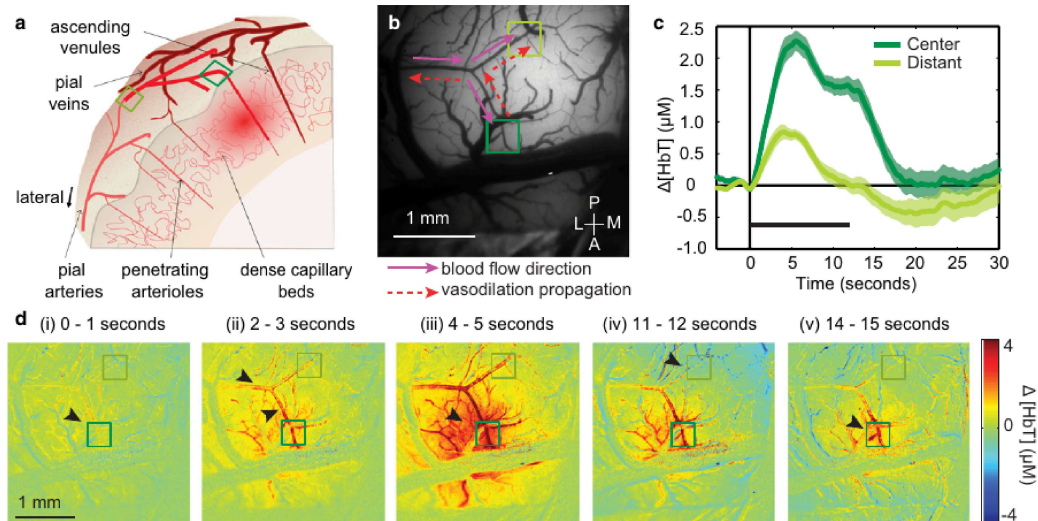 a
ascending
venules
pial
veins
lateral
pial
arteries
penetrating
arterioles
dense capillary
beds
b
1 mm
P
L M
A
blood flow direction
vasodilation propagation
c
Center
Distant
Δ[HbT] (μM)
2.5
2.0
1.5
1.0
0.5
0
-0.5
-1.0
0 5 10 15 20 25 30
Time (seconds)
d
(i) 0 - 1 seconds
(ii) 2 - 3 seconds
(iii) 4 - 5 seconds
(iv) 11 - 12 seconds
(v) 14 - 15 seconds
1 mm
4
0
-4
Δ [HbT] (μM)